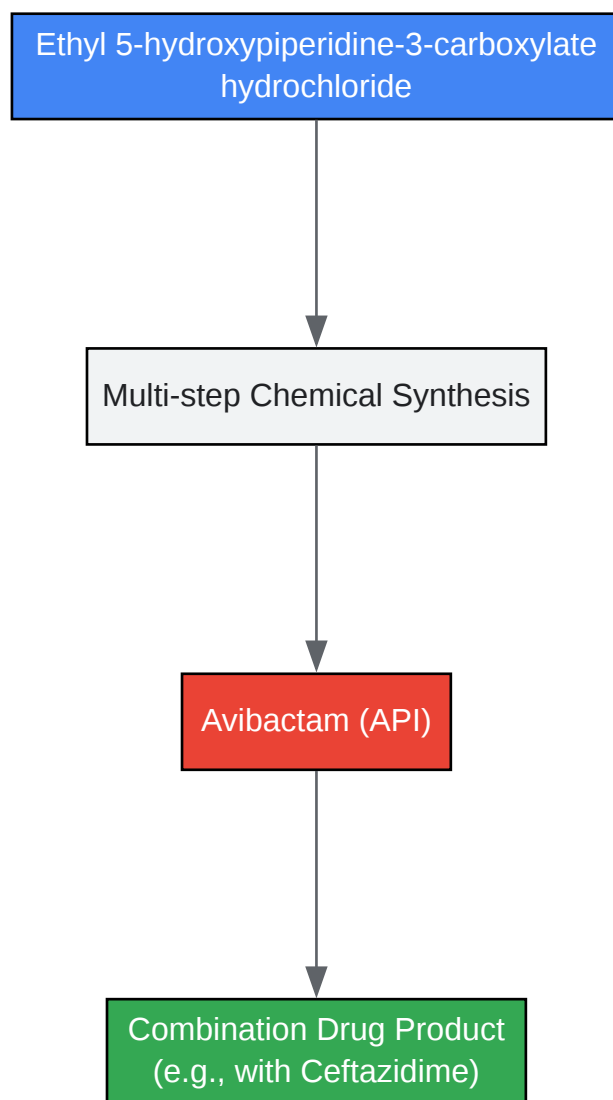 Ethyl 5-hydroxypiperidine-3-carboxylate
hydrochloride
Multi-step Chemical Synthesis
Avibactam (API)
Combination Drug Product
(e.g., with Ceftazidime)